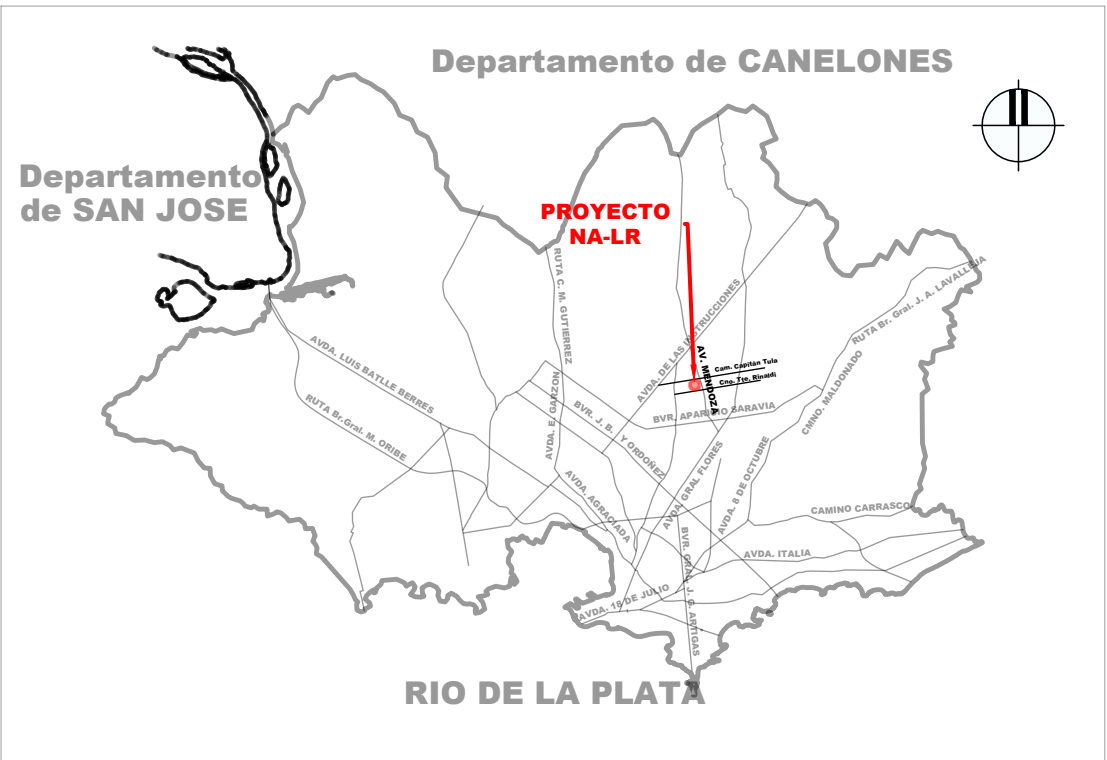 Departamento de CANELONES
Departamento
de SAN JOSE
PROYECTO
NA-LR
RUTA C. M. GUTIERREZ
AVDA. DE LAS INSTRUCCIONES
RUTA Br. Gral. J. A. LAVALLEJA
AV. MENDOZA
Cam. Capitán Tula
Cno. Tte. Rinaldi
AVDA. LUIS BATLLE BERRES
RUTA Br.Gral. M. ORIBE
AVDA. E. GARZON
BVR. J. B. Y ORDOÑEZ
BVR. APARICIO SARAVIA
CMNO. MALDONADO
AVDA. AGRACIADA
AVDA. GRAL FLORES
AVDA. 8 DE OCTUBRE
CAMINO CARRASCO
AVDA. ITALIA
BVR. GRAL. J. G. ARTIGAS
AVDA. 18 DE JULIO
RIO DE LA PLATA